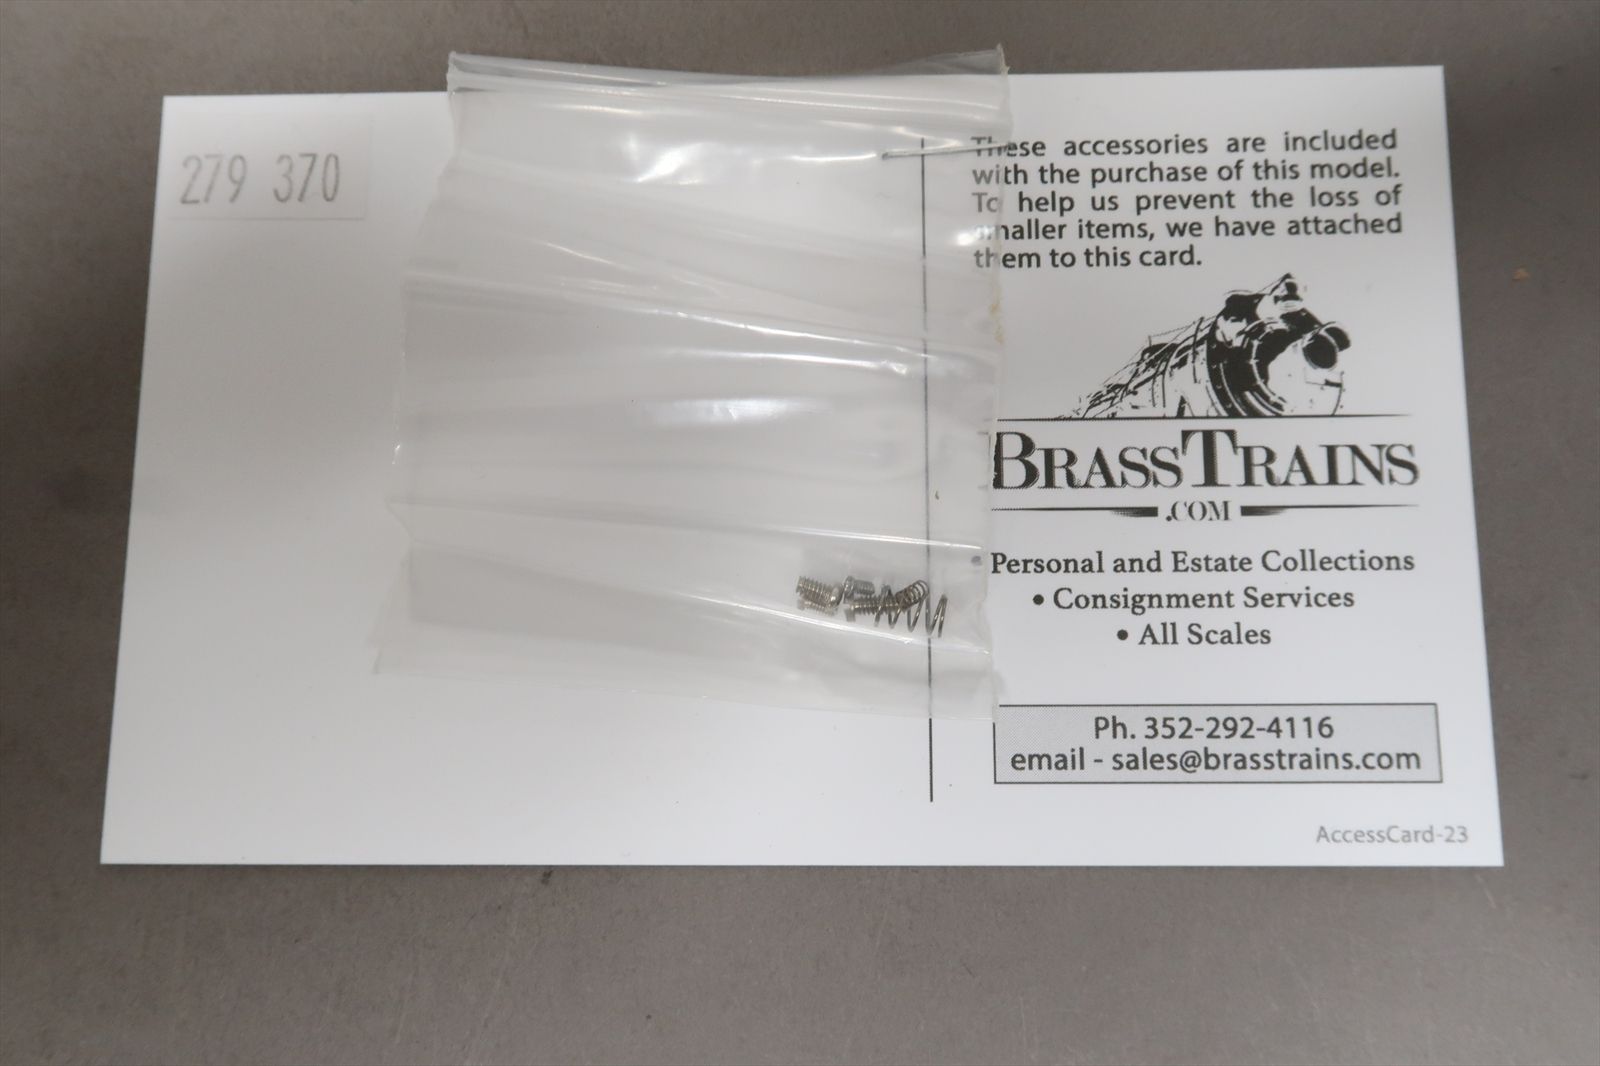 279 370
These accessories are included
with the purchase of this model.
To help us prevent the loss of
smaller items, we have attached
them to this card.
BRASSTRAINS
.COM
• Personal and Estate Collections
• Consignment Services
• All Scales
Ph. 352-292-4116
email - sales@brasstrains.com
AccessCard-23